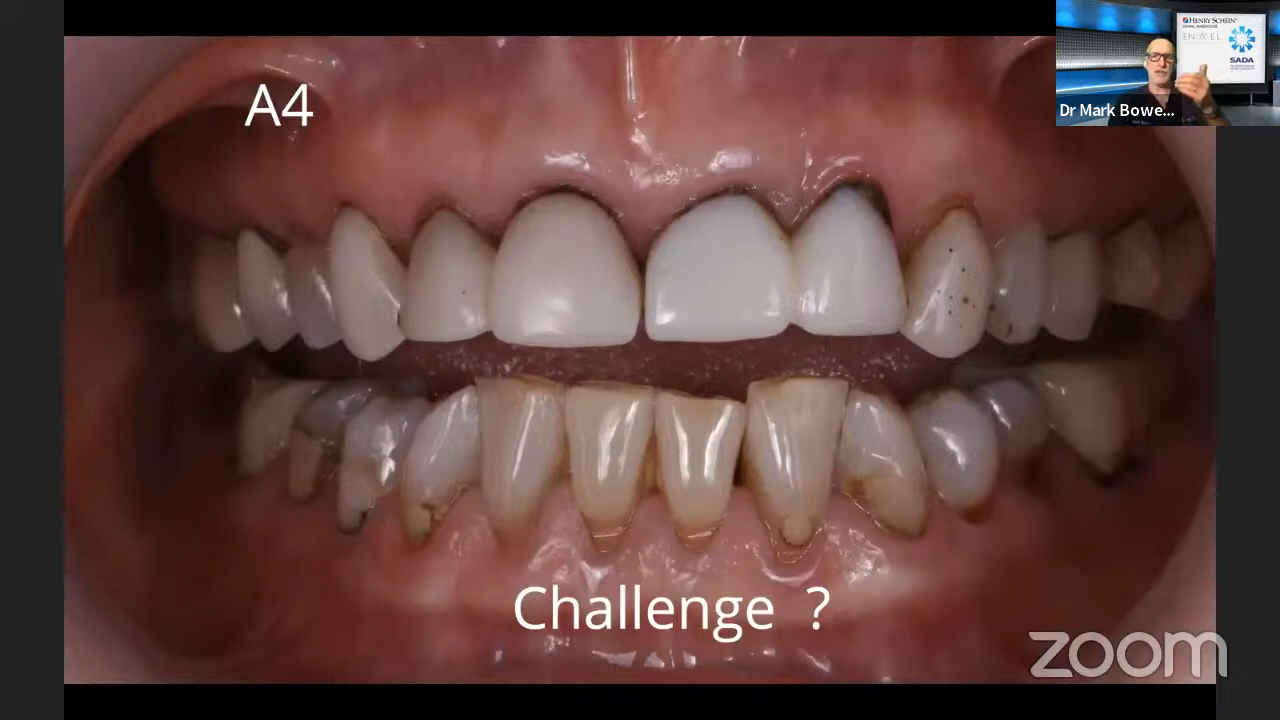 A4
Challenge ?
HENRY SCHEIN®
SADA
Dr Mark Bowe...
zoom